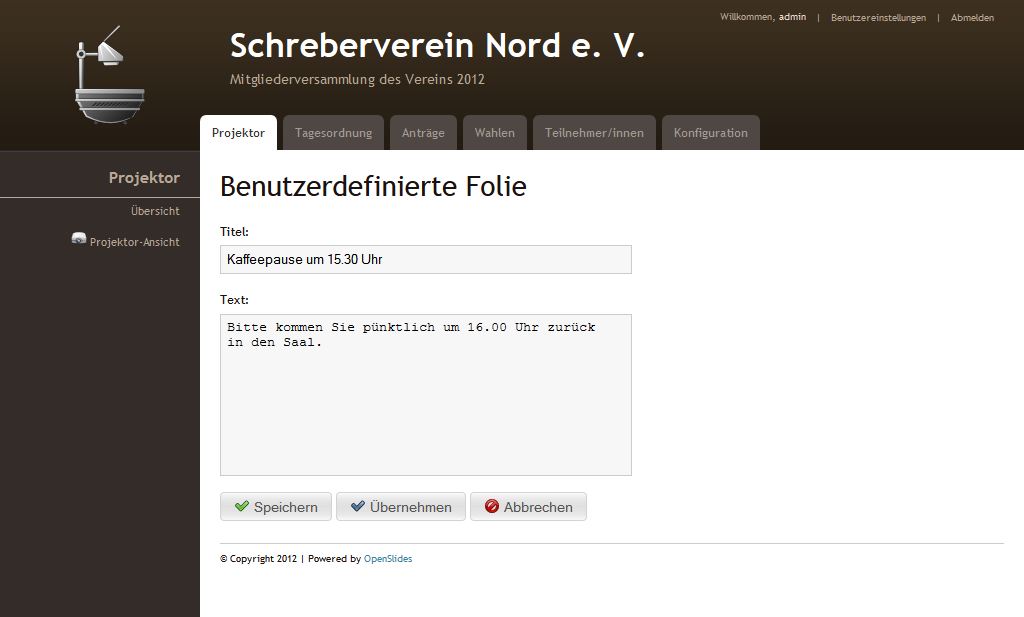 Willkommen, admin | Benutzereinstellungen | Abmelden
Schreberverein Nord e. V.
Mitgliederversammlung des Vereins 2012
Projektor Tagesordnung Anträge Wahlen Teilnehmer/innen Konfiguration
Projektor
Übersicht
Projektor-Ansicht
Benutzerdefinierte Folie
Titel:
Kaffeepause um 15.30 Uhr
Text:
Bitte kommen Sie pünktlich um 16.00 Uhr zurück
in den Saal.
Speichern Übernehmen Abbrechen
© Copyright 2012 | Powered by OpenSlides